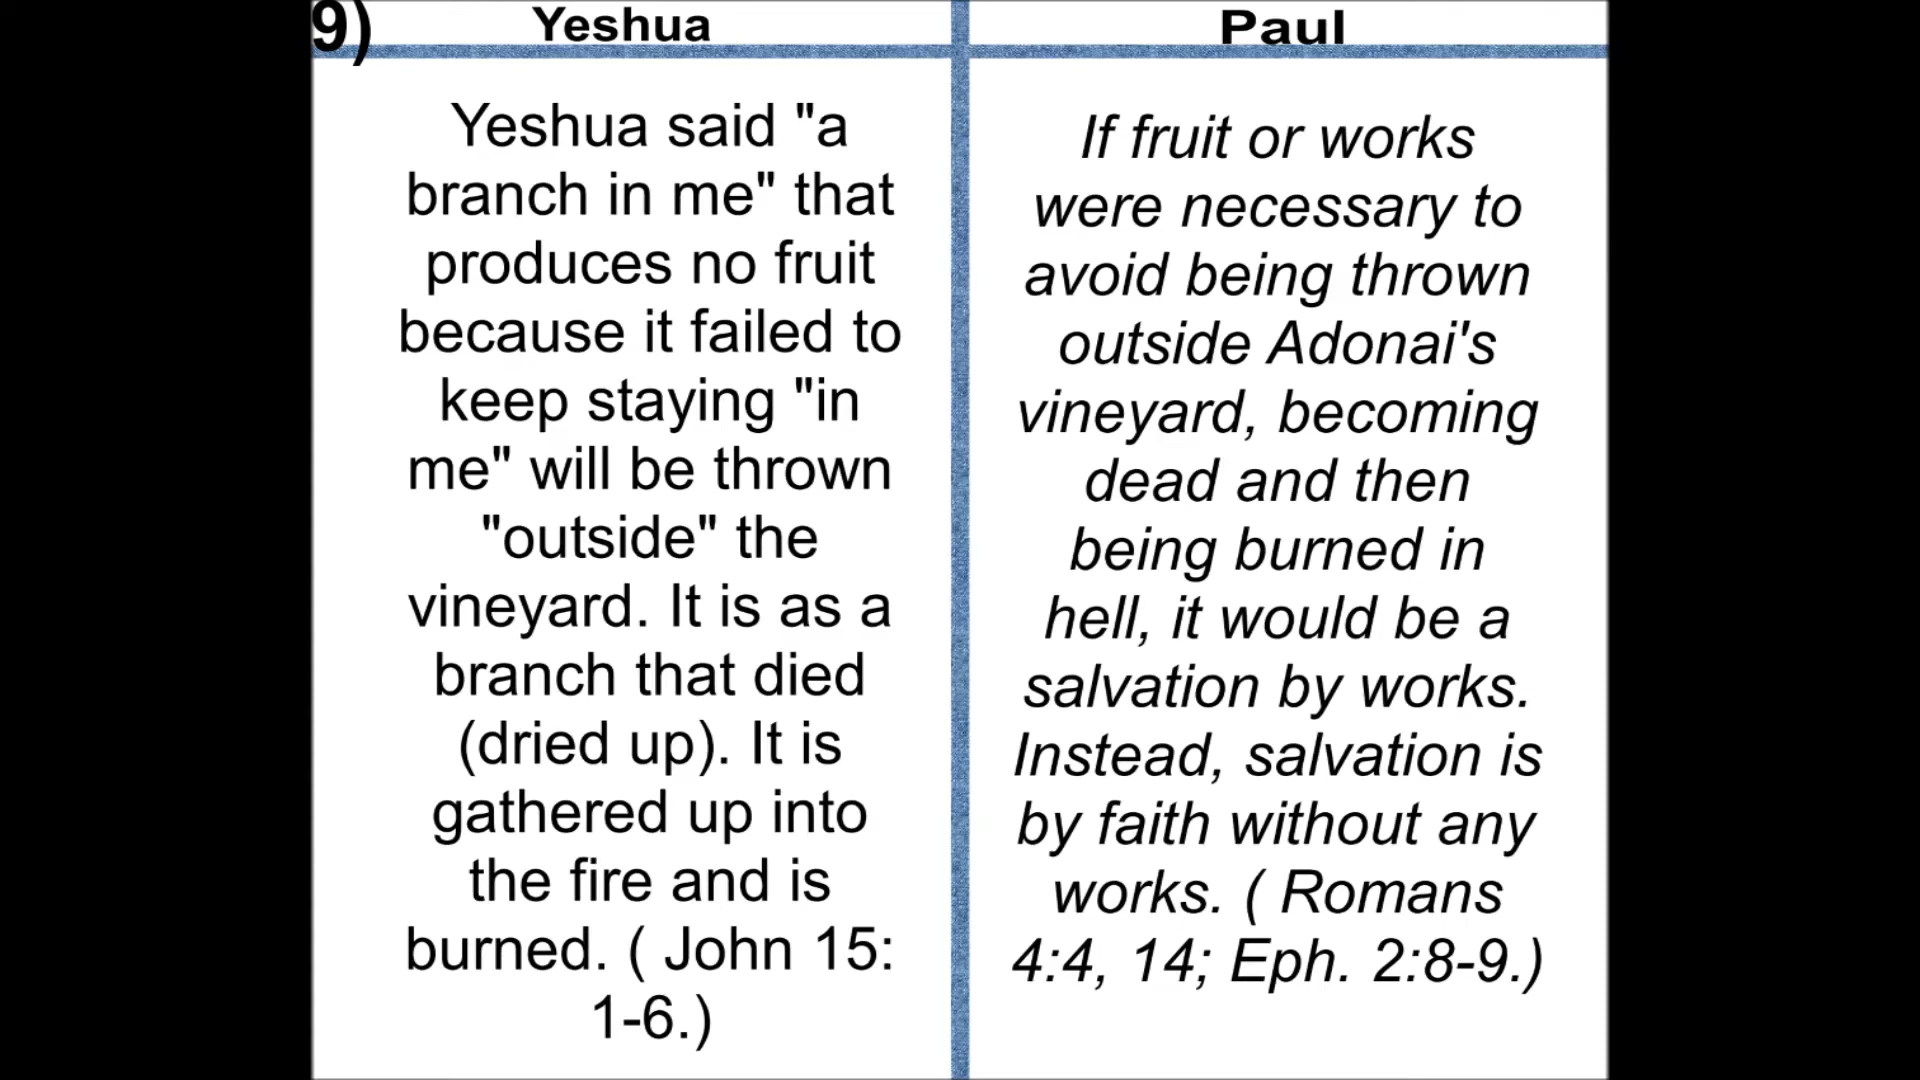 9)
Yeshua
Paul
Yeshua said "a
branch in me" that
produces no fruit
because it failed to
keep staying "in
me" will be thrown
"outside" the
vineyard. It is as a
branch that died
(dried up). It is
gathered up into
the fire and is
burned. ( John 15:
1-6.)
If fruit or works
were necessary to
avoid being thrown
outside Adonai's
vineyard, becoming
dead and then
being burned in
hell, it would be a
salvation by works.
Instead, salvation is
by faith without any
works. ( Romans
4:4, 14; Eph. 2:8-9.)